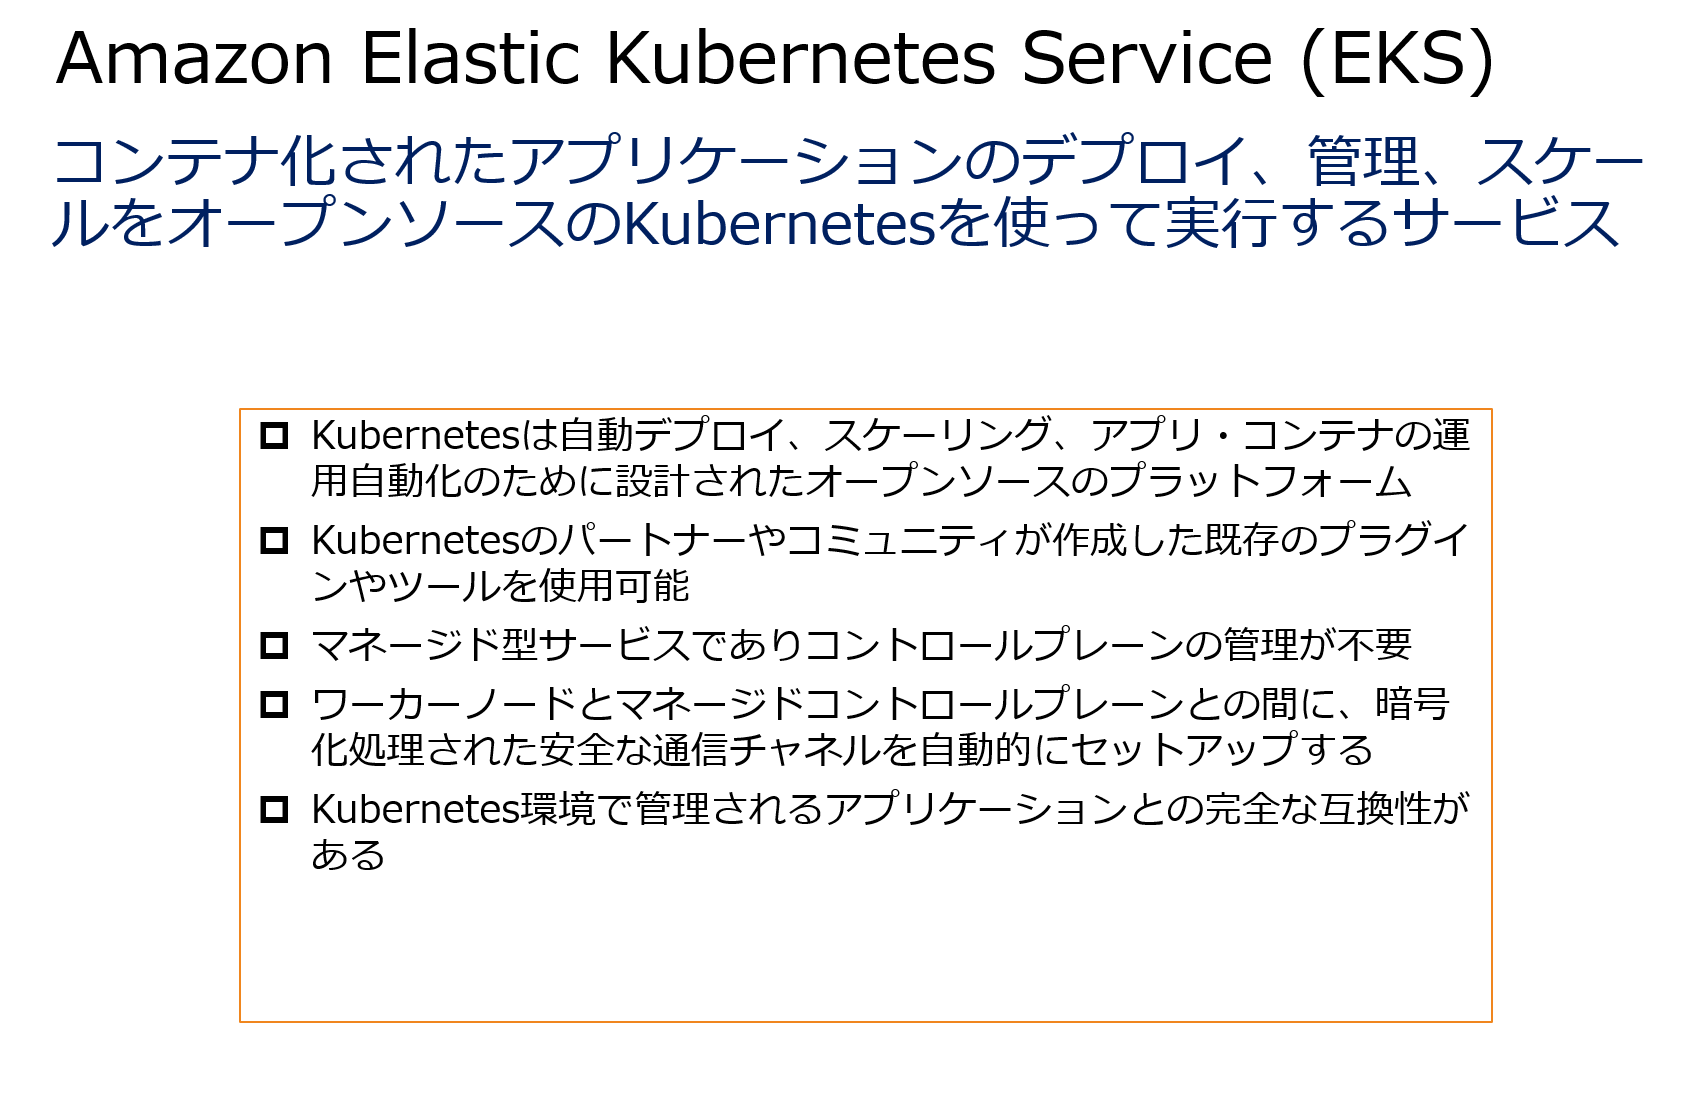 Amazon Elastic Kubernetes Service (EKS)
コンテナ化されたアプリケーションのデプロイ、管理、スケー
ルをオープンソースのKubernetesを使って実行するサービス
Kubernetesは自動デプロイ、スケーリング、アプリ・コンテナの運
用自動化のために設計されたオープンソースのプラットフォーム
Kubernetesのパートナーやコミュニティが作成した既存のプラグイ
ンやツールを使用可能
マネージド型サービスでありコントロールプレーンの管理が不要
ワーカーノードとマネージドコントロールプレーンとの間に、暗号
化処理された安全な通信チャネルを自動的にセットアップする
Kubernetes環境で管理されるアプリケーションとの完全な互換性が
ある